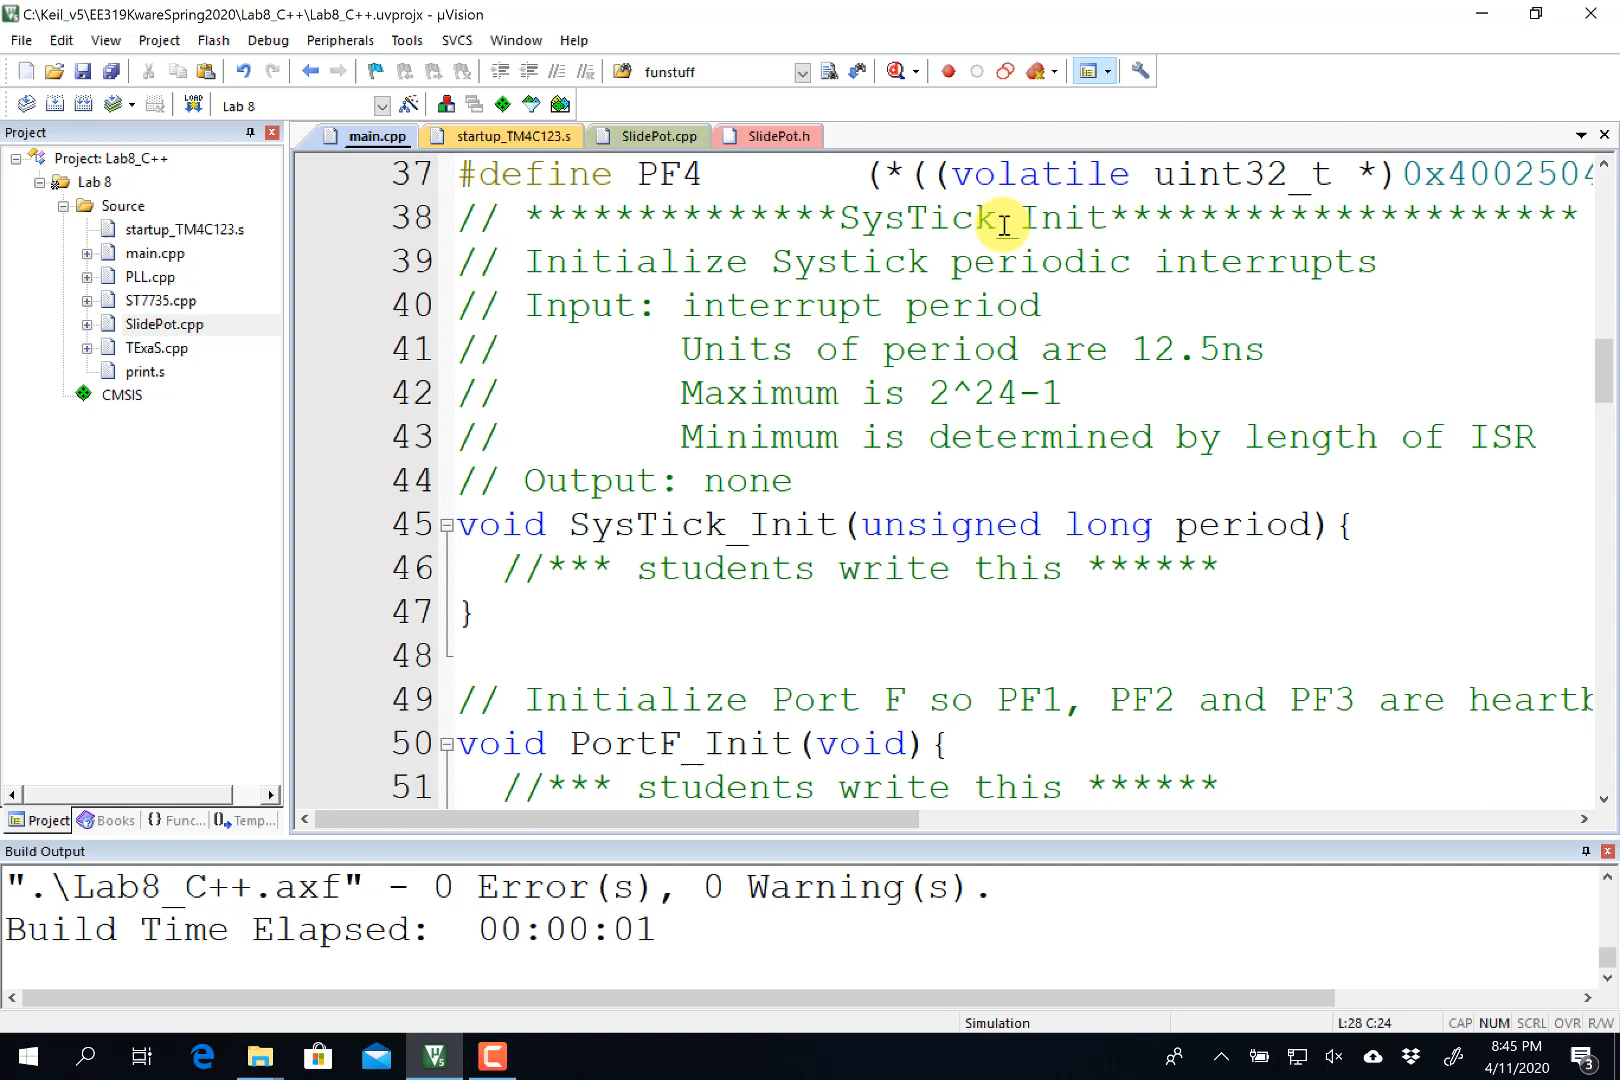 C:\Keil_v5\EE319KwareSpring2020\Lab8_C++\Lab8_C++.uvprojx - µVision
File Edit View Project Flash Debug Peripherals Tools SVCS Window Help
funstuff
LOAD Lab 8
Project
main.cpp startup_TM4C123.s SlidePot.cpp SlidePot.h
Project: Lab8_C++
Lab 8
Source
startup_TM4C123.s
main.cpp
PLL.cpp
ST7735.cpp
SlidePot.cpp
TExaS.cpp
print.s
CMSIS
37 #define PF4 (*((volatile uint32_t *)0x4002504
38 // **************SysTick_Init*********************
39 // Initialize Systick periodic interrupts
40 // Input: interrupt period
41 // Units of period are 12.5ns
42 // Maximum is 2^24-1
43 // Minimum is determined by length of ISR
44 // Output: none
45 void SysTick_Init(unsigned long period){
46 //*** students write this ******
47 }
48
49 // Initialize Port F so PF1, PF2 and PF3 are heartb
50 void PortF_Init(void){
51 //*** students write this ******
Project Books {} Func... 0 Temp...
Build Output
".\Lab8_C++.axf" - 0 Error(s), 0 Warning(s).
Build Time Elapsed: 00:00:01
Simulation L:28 C:24 CAP NUM SCRL OVR R/W
8:45 PM
4/11/2020
3